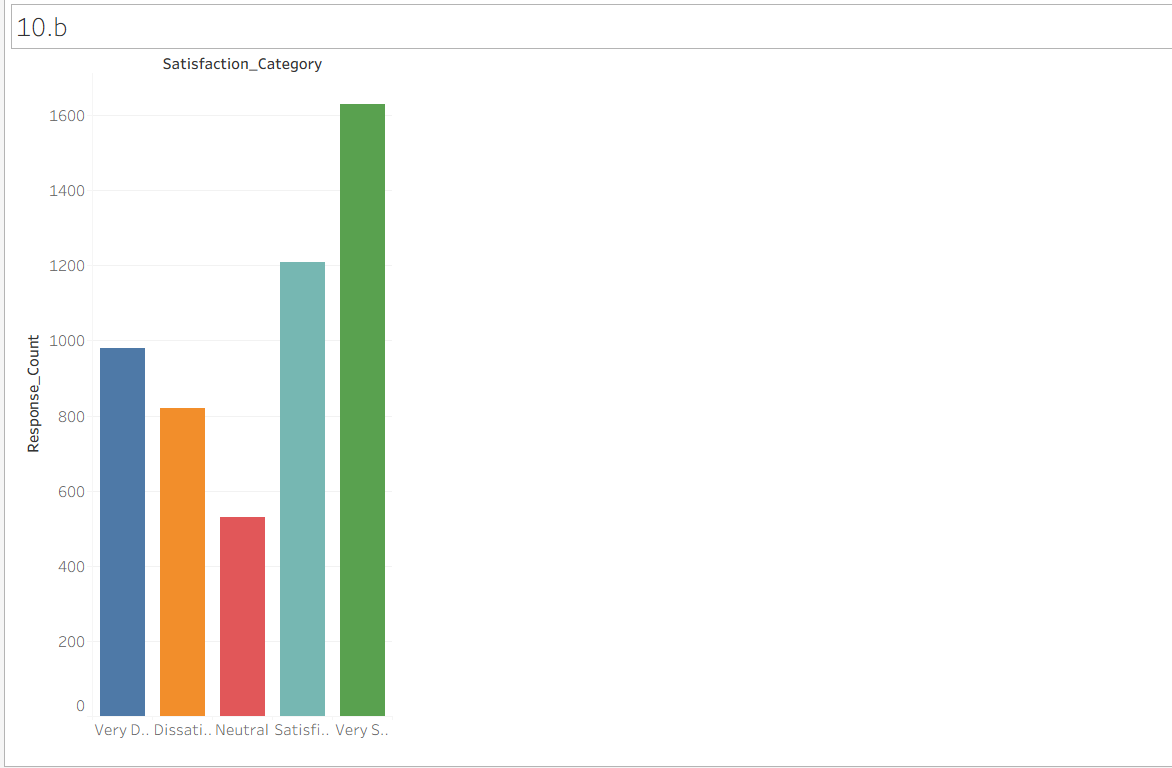 10.b
Satisfaction_Category
Response_Count
1600
1400
1200
1000
800
600
400
200
0
Very D.. Dissati.. Neutral Satisfi.. Very S..